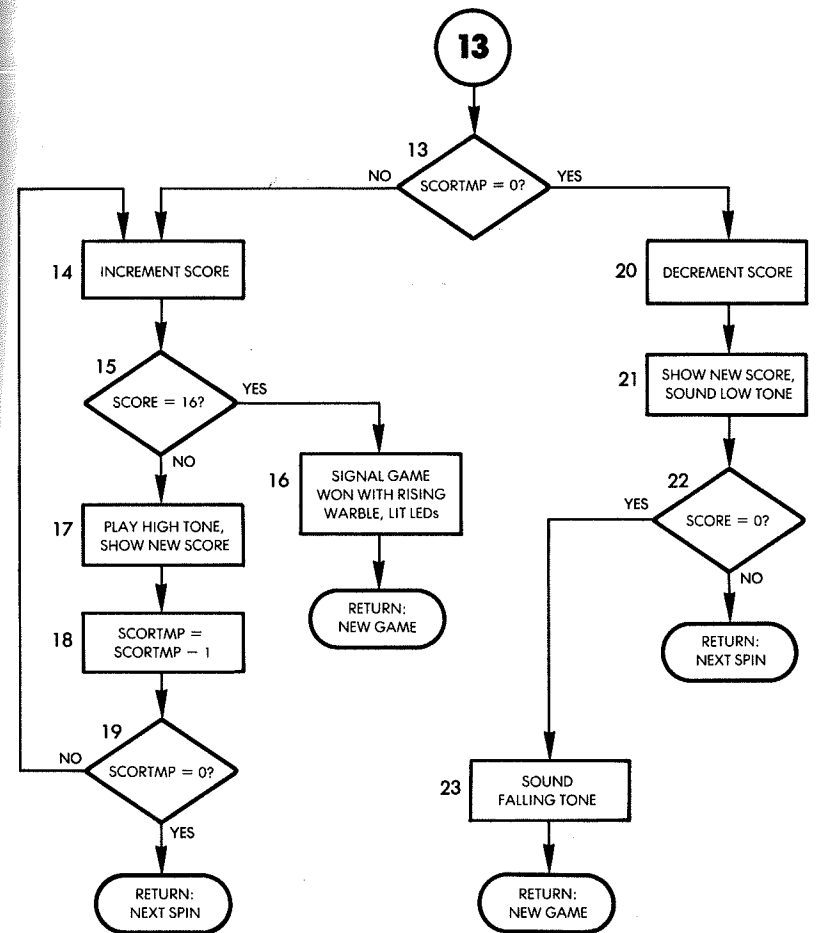 13
13
SCORTMP = 0?
NO
YES
14
INCREMENT SCORE
15
SCORE = 16?
YES
NO
16
SIGNAL GAME
WON WITH RISING
WARBLE, LIT LEDs
RETURN:
NEW GAME
17
PLAY HIGH TONE,
SHOW NEW SCORE
18
SCORTMP =
SCORTMP − 1
19
SCORTMP = 0?
NO
YES
RETURN:
NEXT SPIN
20
DECREMENT SCORE
21
SHOW NEW SCORE,
SOUND LOW TONE
22
SCORE = 0?
YES
NO
RETURN:
NEXT SPIN
23
SOUND
FALLING TONE
RETURN:
NEW GAME